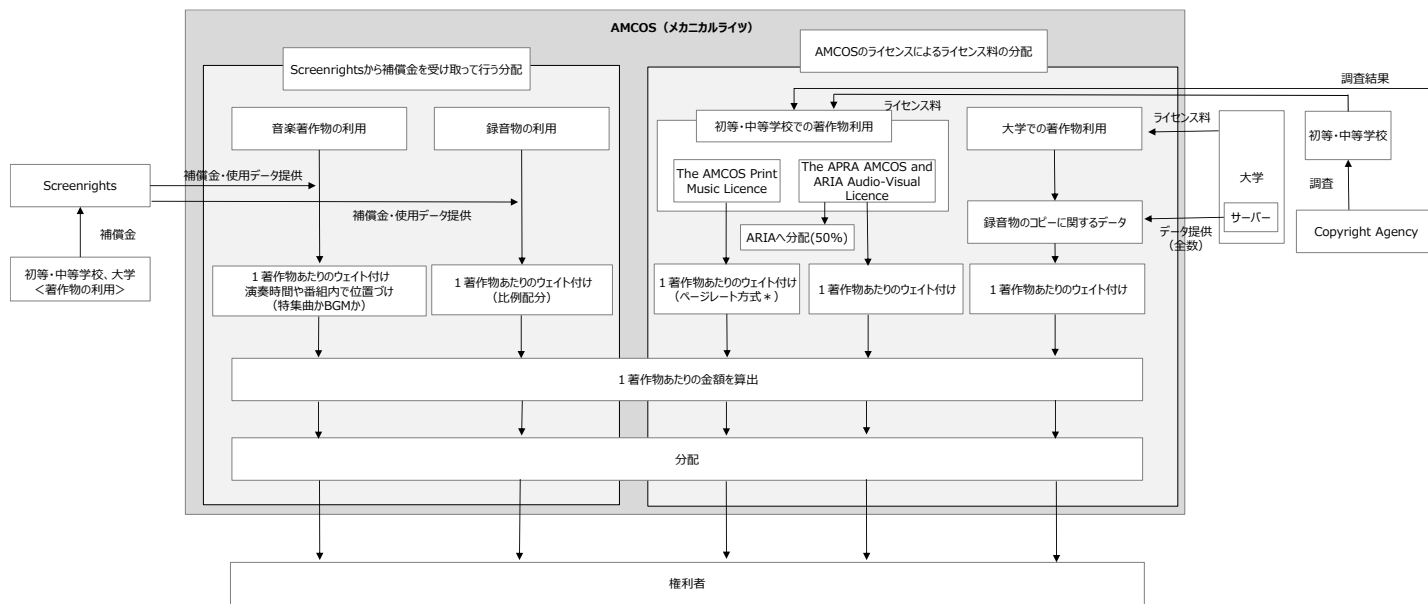 AMCOS（メカニカルライツ）
Screenrightsから補償金を受け取って行う分配
AMCOSのライセンスによるライセンス料の分配
調査結果
音楽著作物の利用
録音物の利用
ライセンス料
初等・中等学校での著作物利用
大学での著作物利用
ライセンス料
初等・中等学校
Screenrights
補償金・使用データ提供
補償金・使用データ提供
The AMCOS Print
Music Licence
The APRA AMCOS and
ARIA Audio-Visual
Licence
大学
調査
補償金
ARIAへ分配(50%)
録音物のコピーに関するデータ
サーバー
データ提供
（全数）
Copyright Agency
初等・中等学校、大学
＜著作物の利用＞
１著作物あたりのウェイト付け
演奏時間や番組内で位置づけ
（特集曲かBGMか）
１著作物あたりのウェイト付け
（比例配分）
１著作物あたりのウェイト付け
（ページレート方式＊）
１著作物あたりのウェイト付け
１著作物あたりのウェイト付け
１著作物あたりの金額を算出
分配
権利者